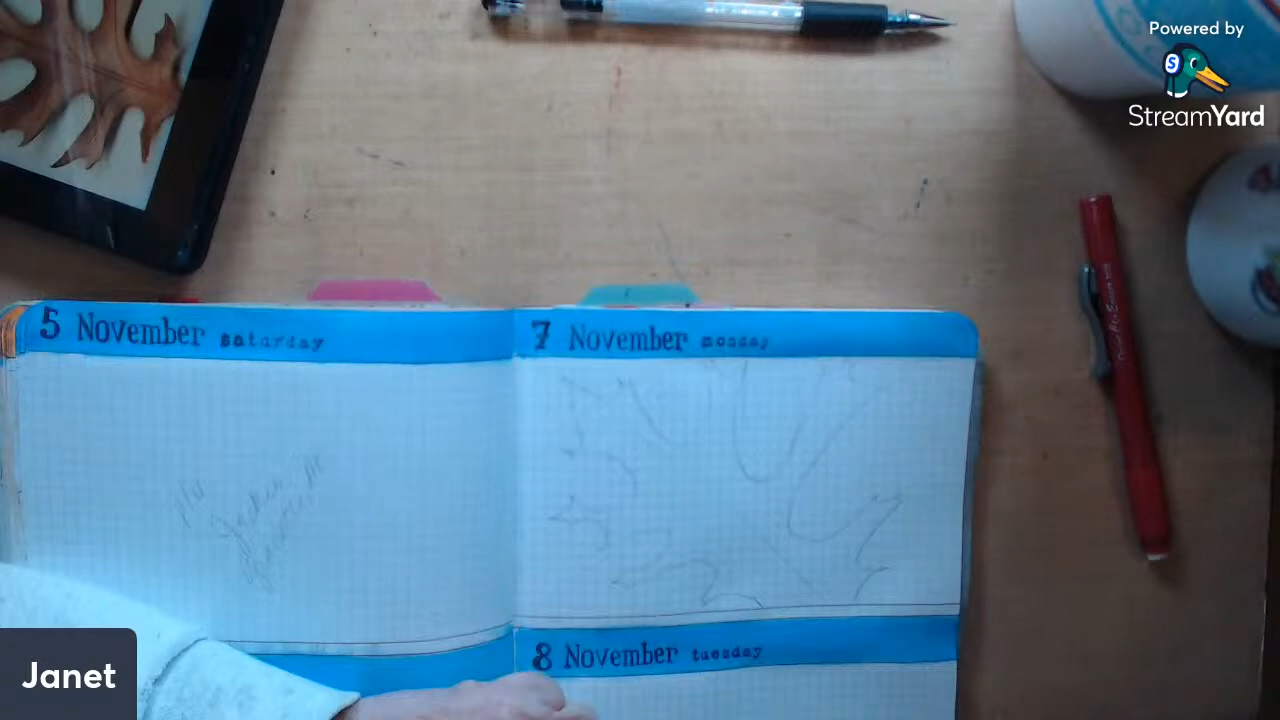 Powered by
StreamYard
5 November saturday
7 November monday
8 November tuesday
Janet